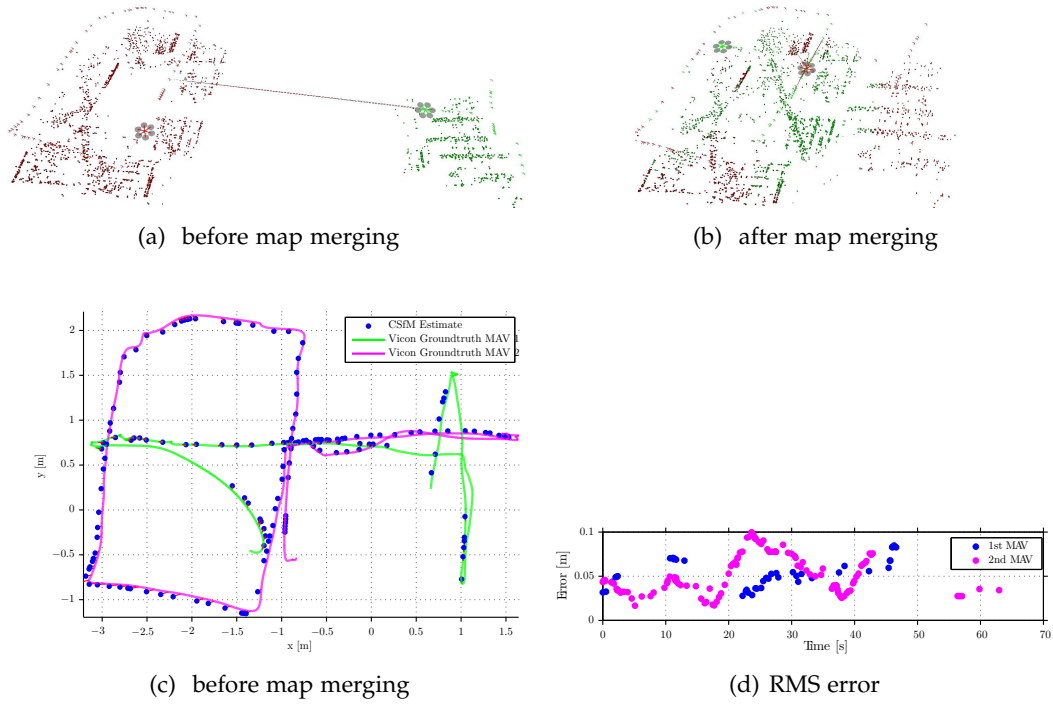 (a) before map merging
(b) after map merging
CSfM Estimate
Vicon Groundtruth MAV 1
Vicon Groundtruth MAV 2
2
1.5
1
0.5
0
−0.5
−1
y [m]
−3
−2.5
−2
−1.5
−1
−0.5
0
0.5
1
1.5
x [m]
(c) before map merging
1st MAV
2nd MAV
0.1
0.05
0
Error [m]
0
10
20
30
40
50
60
70
Time [s]
(d) RMS error